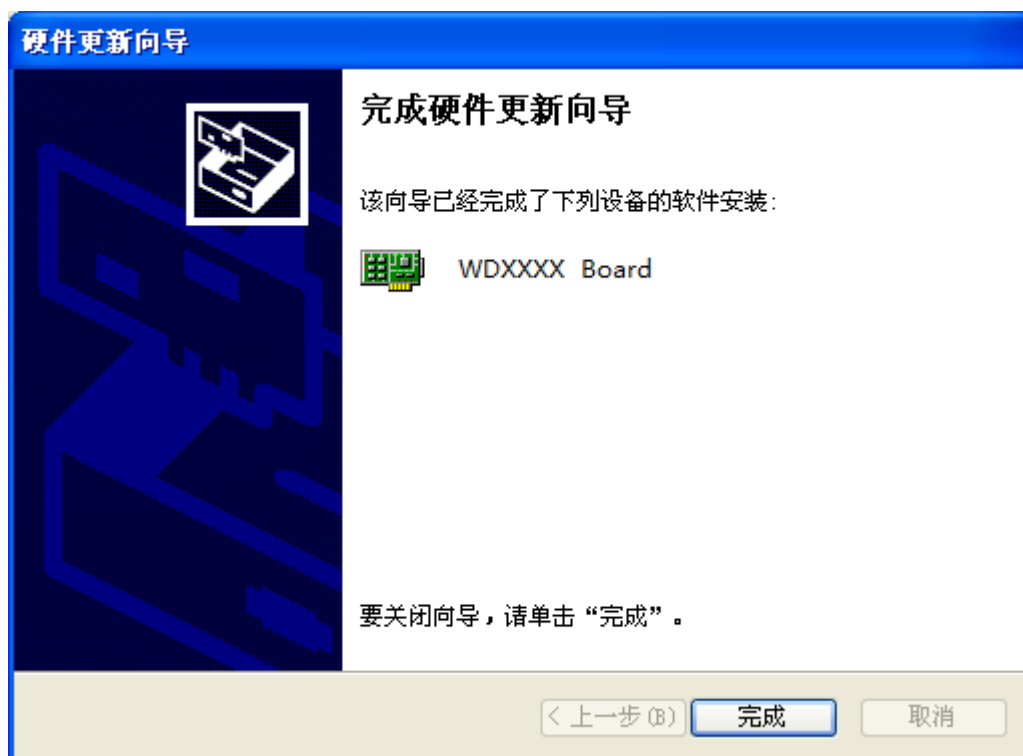 硬件更新向导
完成硬件更新向导
该向导已经完成了下列设备的软件安装:
WDXXXX Board
要关闭向导，请单击“完成”。
< 上一步(B)
完成
取消